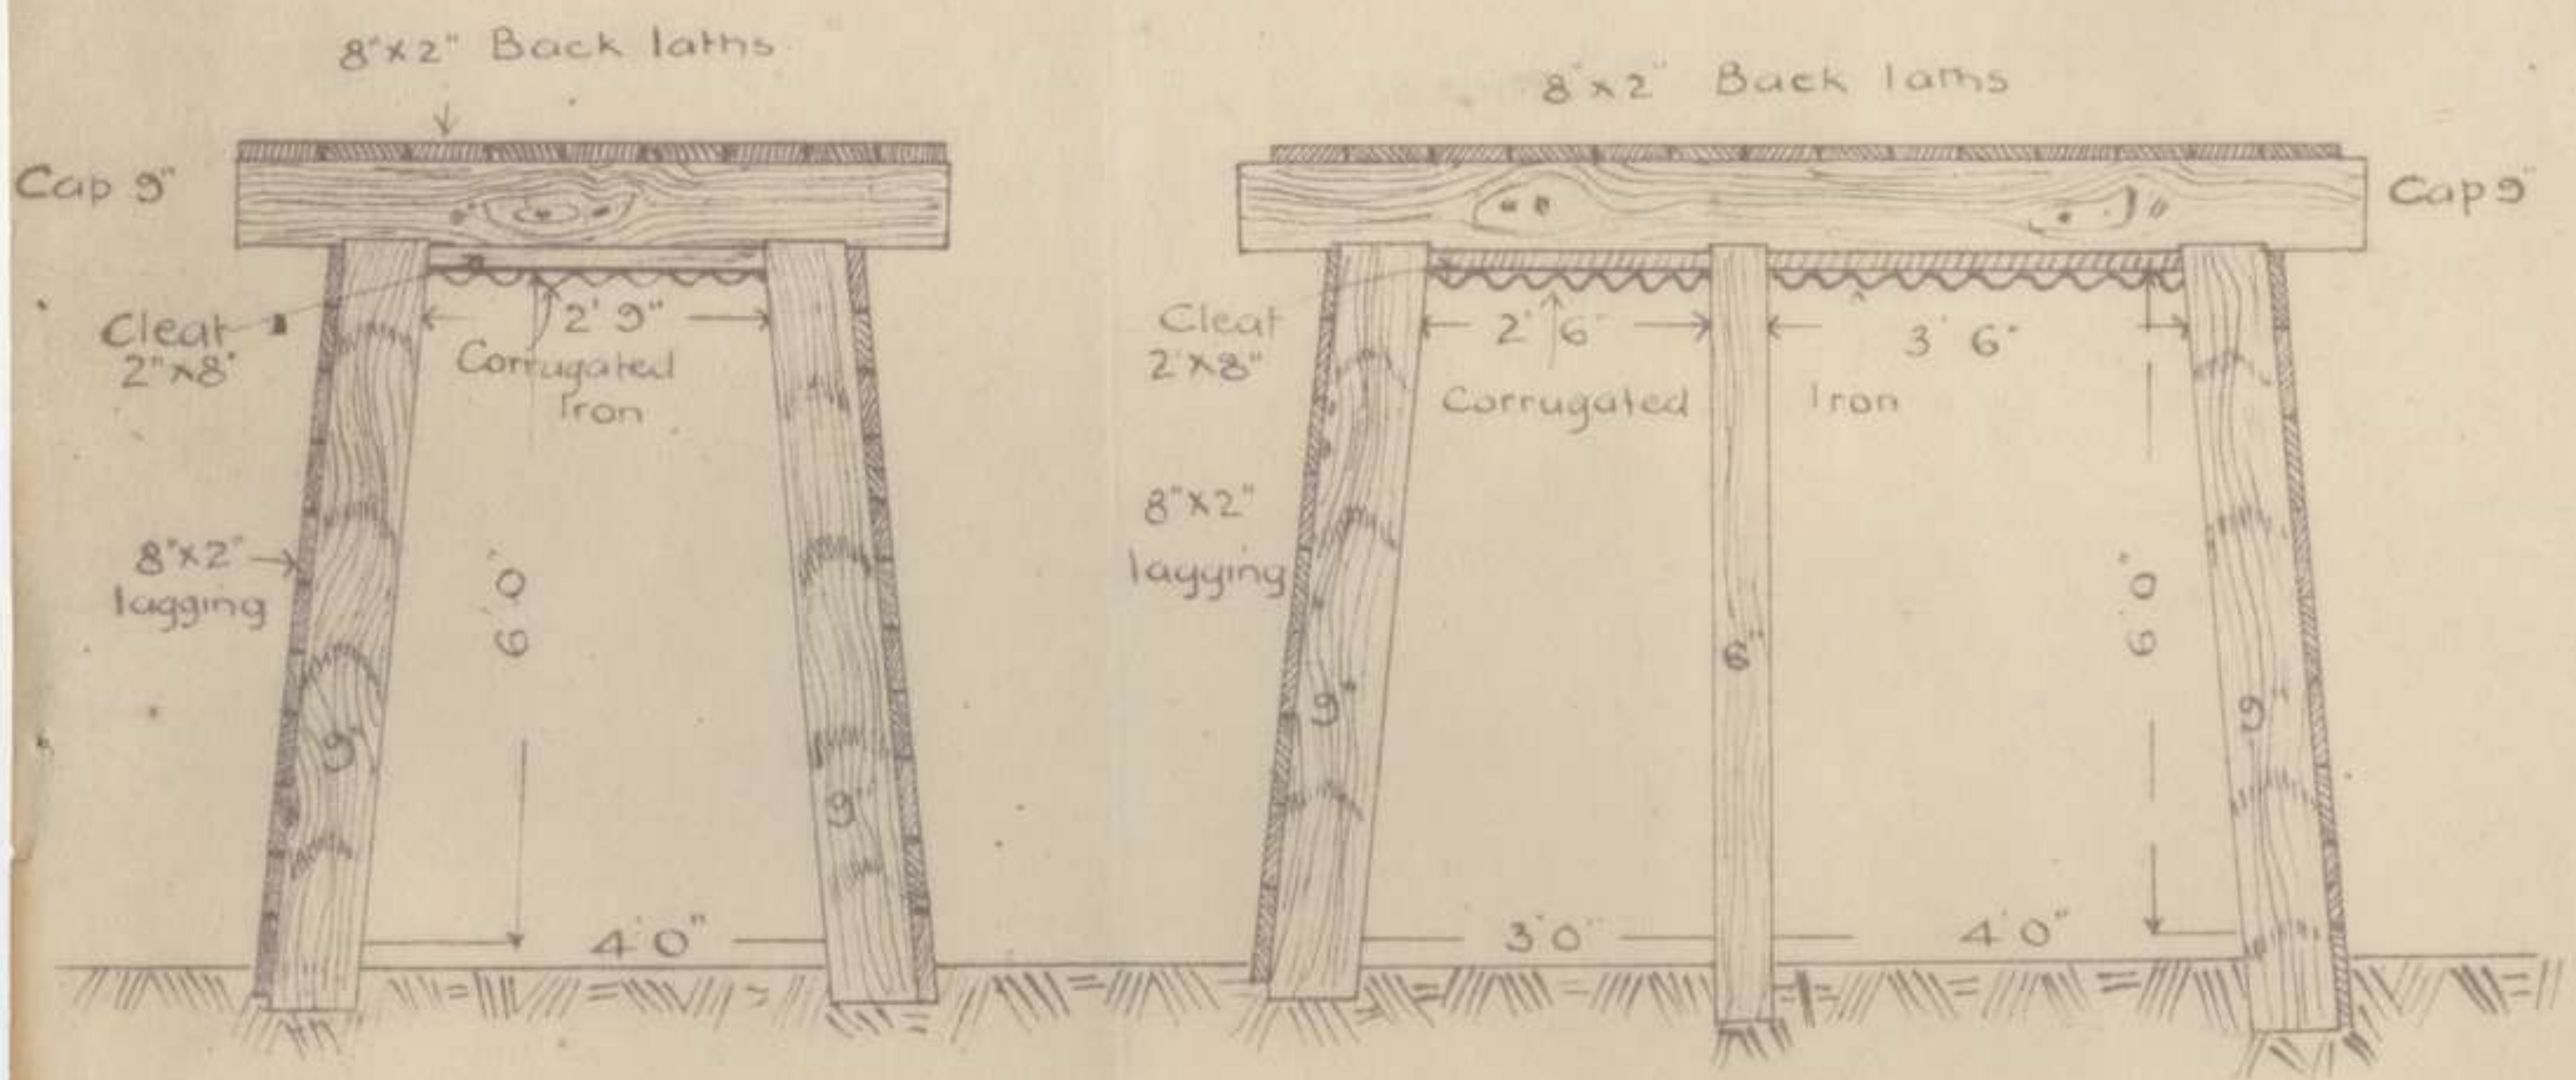 8"x2" Back laths
Cap 9"
Cleat
2"x8"
2' 9"
Corrugated
Iron
8"x2"
lagging
6' 0"
9"
9"
4' 0"
8"x2" Back laths
Cap 9"
Cleat
2"x8"
2' 6"
3' 6"
Corrugated Iron
8"x2"
lagging
6' 0"
9"
6"
9"
3' 0"
4' 0"